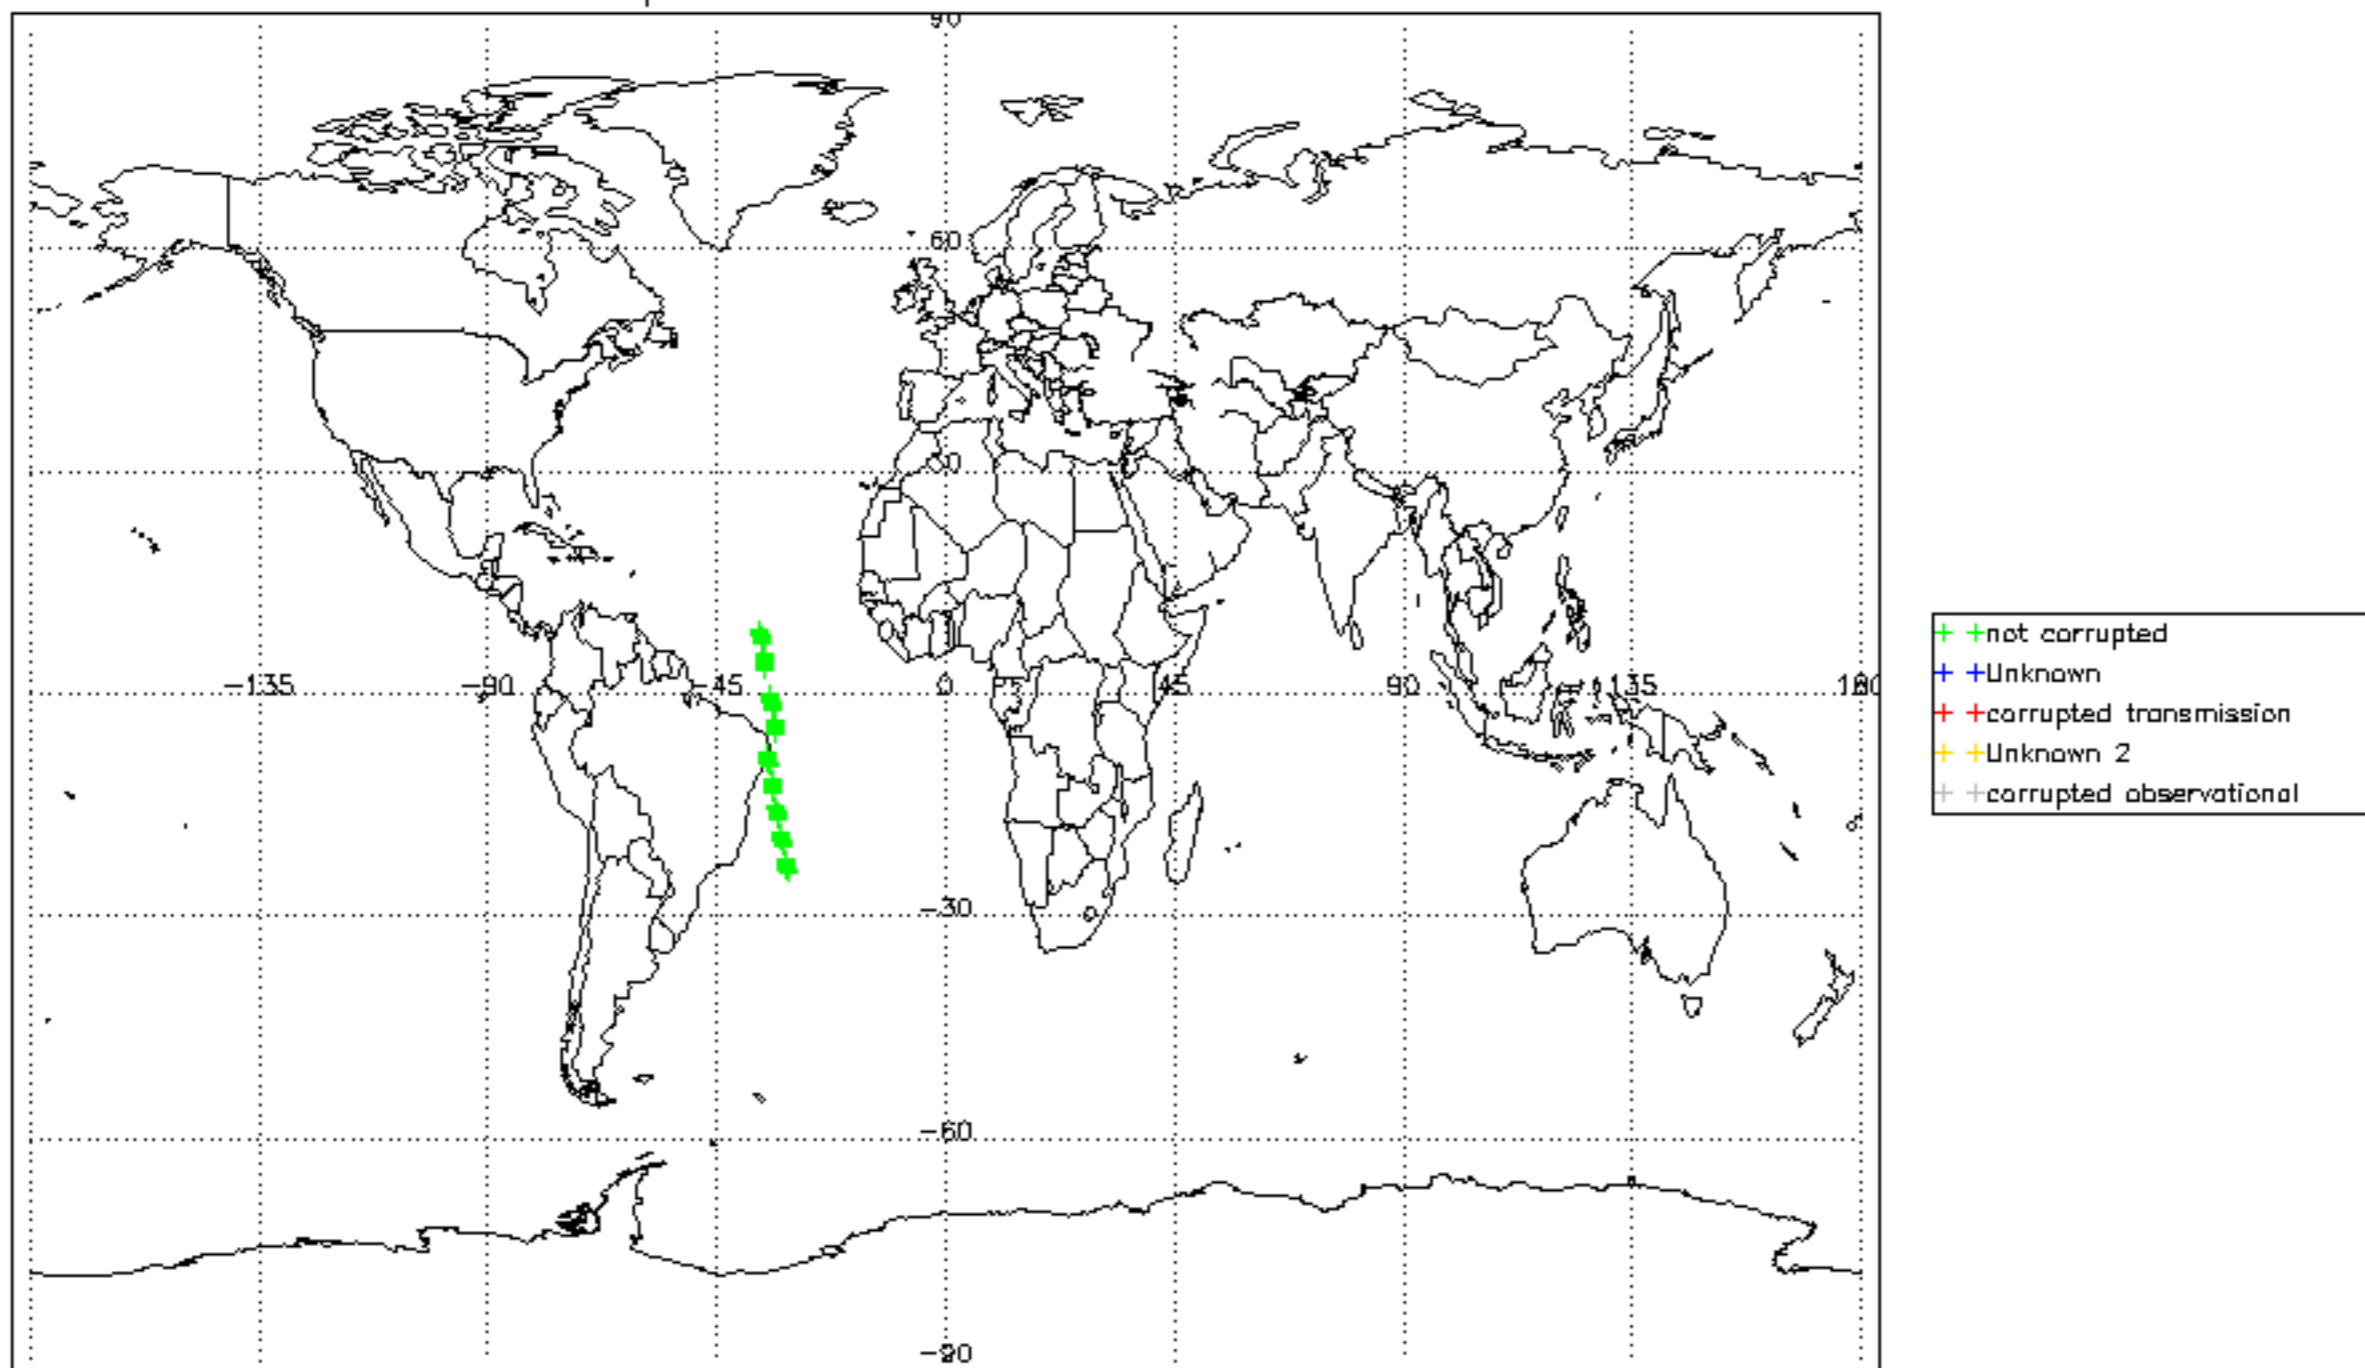 90
60
30
-135 -90 -45 0 45 90 135 180
-30
-60
-90
not corrupted
Unknown
corrupted transmission
Unknown 2
corrupted observational